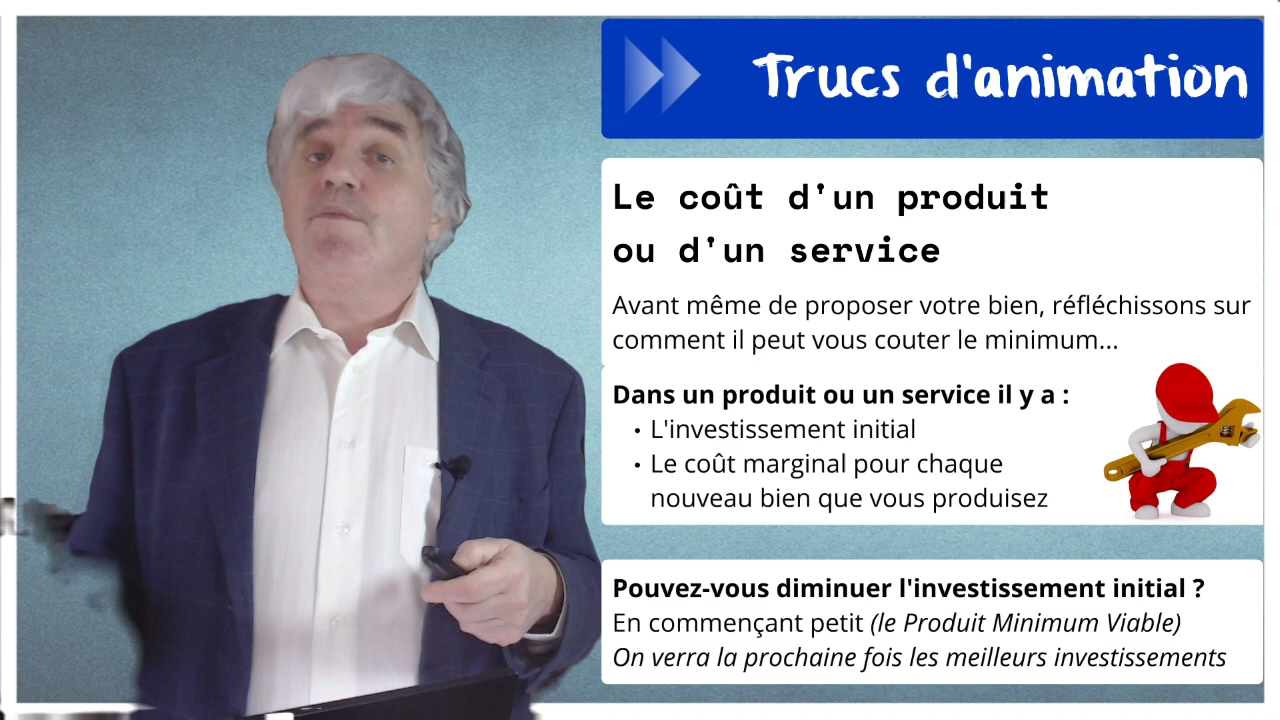 Trucs d'animation
Le coût d'un produit
ou d'un service
Avant même de proposer votre bien, réfléchissons sur
comment il peut vous couter le minimum...
Dans un produit ou un service il y a :
• L'investissement initial
• Le coût marginal pour chaque
nouveau bien que vous produisez
Pouvez-vous diminuer l'investissement initial ?
En commençant petit (le Produit Minimum Viable)
On verra la prochaine fois les meilleurs investissements